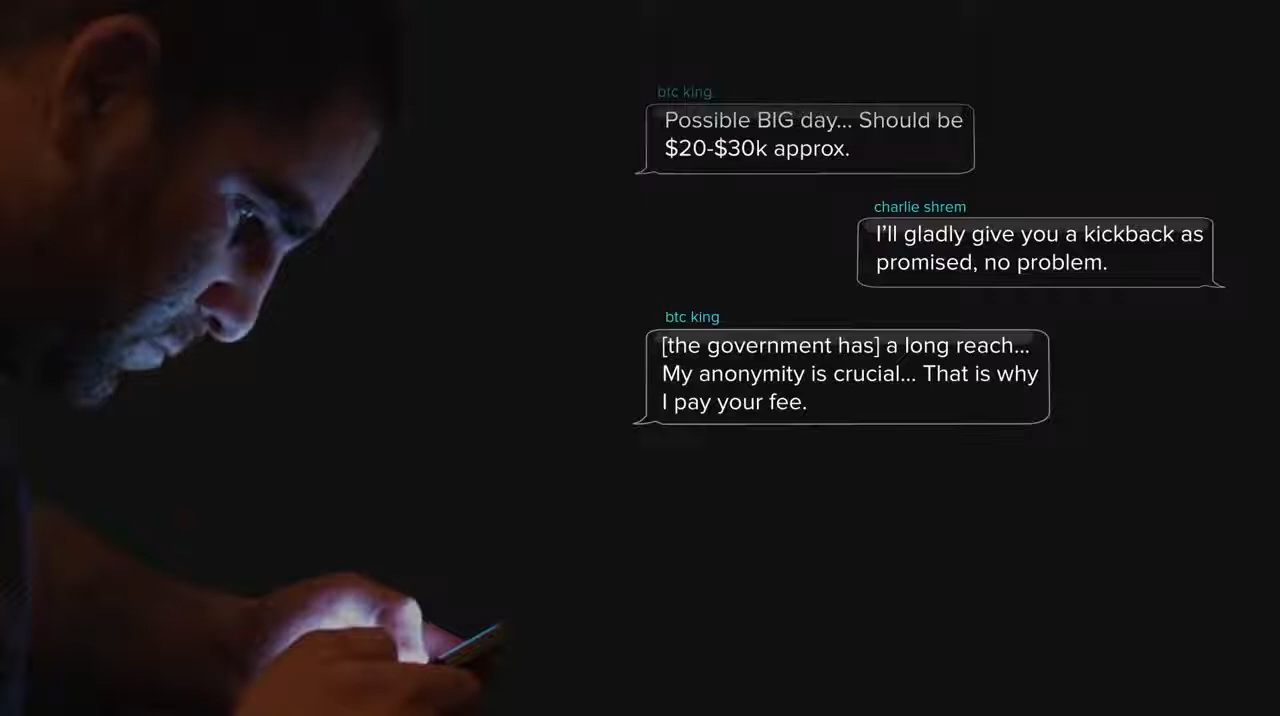 btc king
Possible BIG day... Should be
$20-$30k approx.
charlie shrem
I'll gladly give you a kickback as
promised, no problem.
btc king
[the government has] a long reach...
My anonymity is crucial... That is why
I pay your fee.